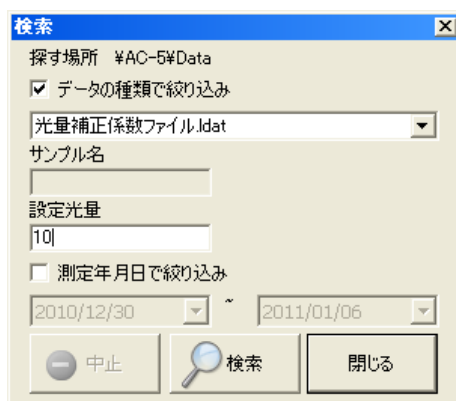 検索
探す場所 ¥AC-5¥Data
データの種類で絞り込み
光量補正係数ファイル.ldat
サンプル名
設定光量
10
測定年月日で絞り込み
2010/12/30 ~ 2011/01/06
中止 検索 閉じる